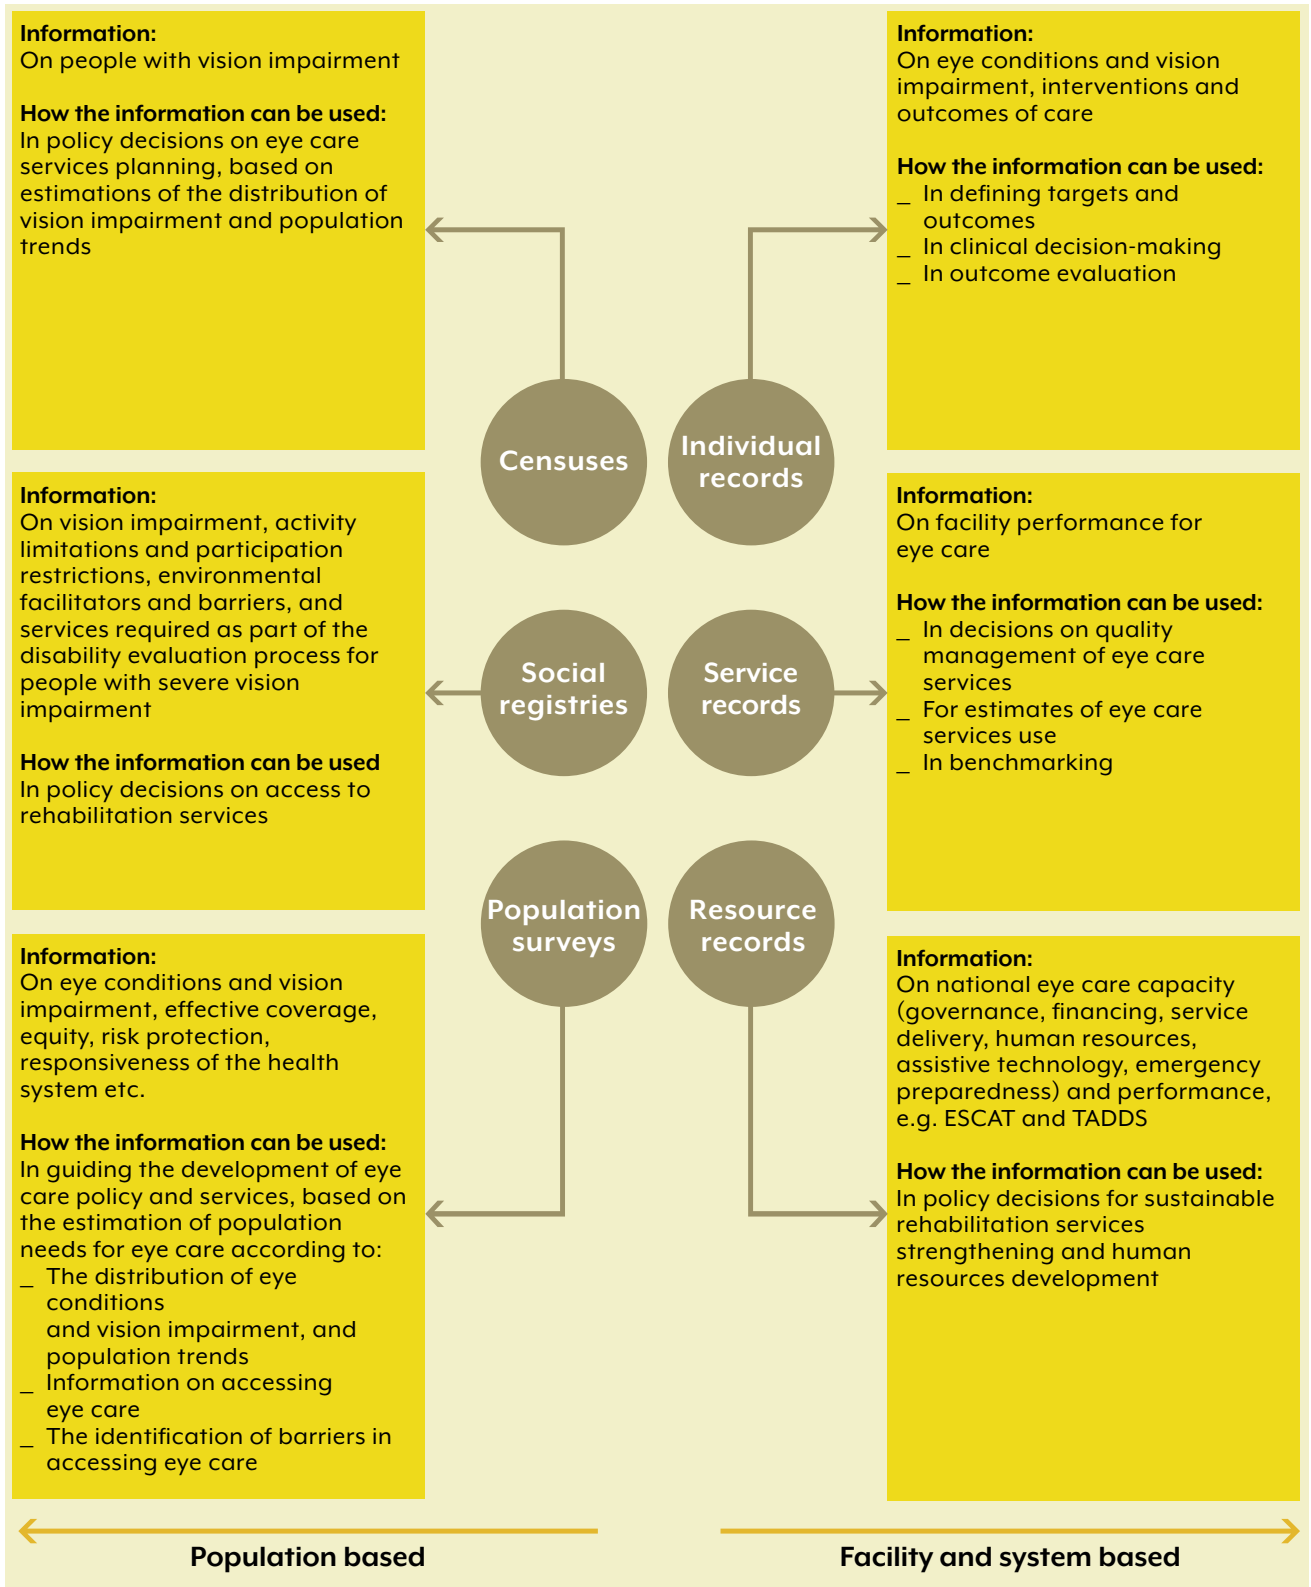 Information:
On people with vision impairment
How the information can be used:
In policy decisions on eye care
services planning, based on
estimations of the distribution of
vision impairment and population
trends
Information:
On eye conditions and vision
impairment, interventions and
outcomes of care
How the information can be used:
_ In defining targets and
outcomes
_ In clinical decision-making
_ In outcome evaluation
Censuses
Individual
records
Information:
On vision impairment, activity
limitations and participation
restrictions, environmental
facilitators and barriers, and
services required as part of the
disability evaluation process for
people with severe vision
impairment
How the information can be used
In policy decisions on access to
rehabilitation services
Social
registries
Service
records
Information:
On facility performance for
eye care
How the information can be used:
_ In decisions on quality
management of eye care
services
_ For estimates of eye care
services use
_ In benchmarking
Population
surveys
Resource
records
Information:
On eye conditions and vision
impairment, effective coverage,
equity, risk protection,
responsiveness of the health
system etc.
How the information can be used:
In guiding the development of eye
care policy and services, based on
the estimation of population
needs for eye care according to:
_ The distribution of eye
conditions
and vision impairment, and
population trends
_ Information on accessing
eye care
_ The identification of barriers in
accessing eye care
Information:
On national eye care capacity
(governance, financing, service
delivery, human resources,
assistive technology, emergency
preparedness) and performance,
e.g. ESCAT and TADDS
How the information can be used:
In policy decisions for sustainable
rehabilitation services
strengthening and human
resources development
Population based
Facility and system based